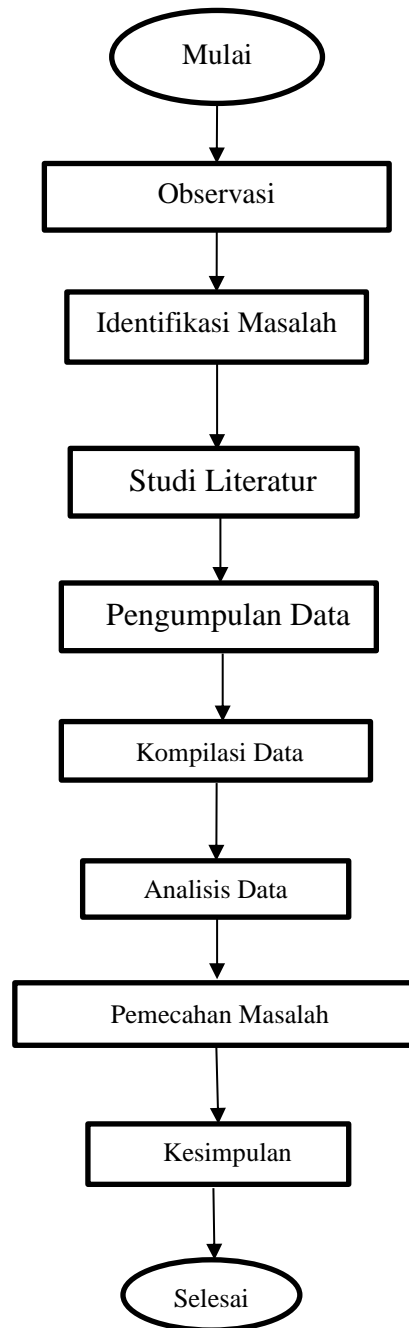 Mulai
Observasi
Identifikasi Masalah
Studi Literatur
Pengumpulan Data
Kompilasi Data
Analisis Data
Pemecahan Masalah
Kesimpulan
Selesai